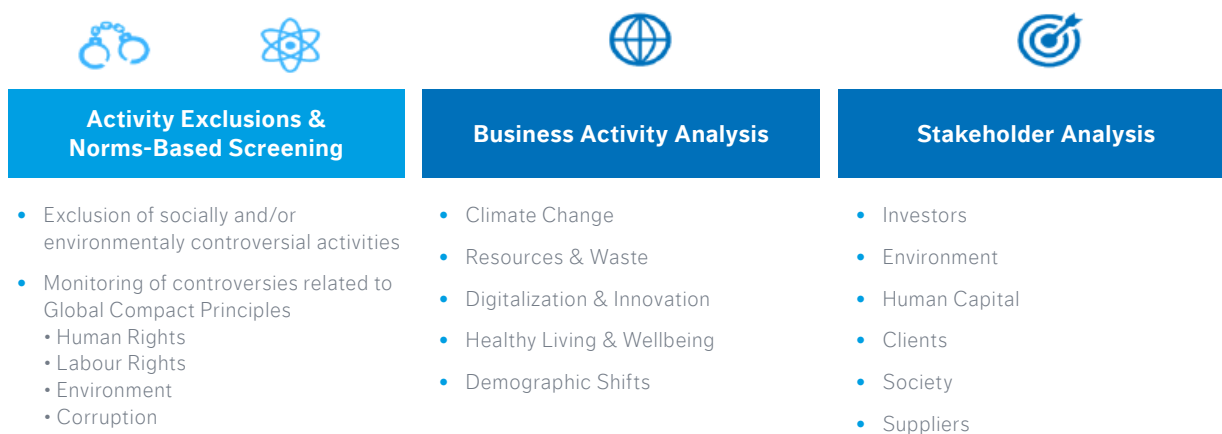 Activity Exclusions &
Norms-Based Screening
• Exclusion of socially and/or
environmentaly controversial activities
• Monitoring of controversies related to
Global Compact Principles
• Human Rights
• Labour Rights
• Environment
• Corruption
Business Activity Analysis
• Climate Change
• Resources & Waste
• Digitalization & Innovation
• Healthy Living & Wellbeing
• Demographic Shifts
Stakeholder Analysis
• Investors
• Environment
• Human Capital
• Clients
• Society
• Suppliers